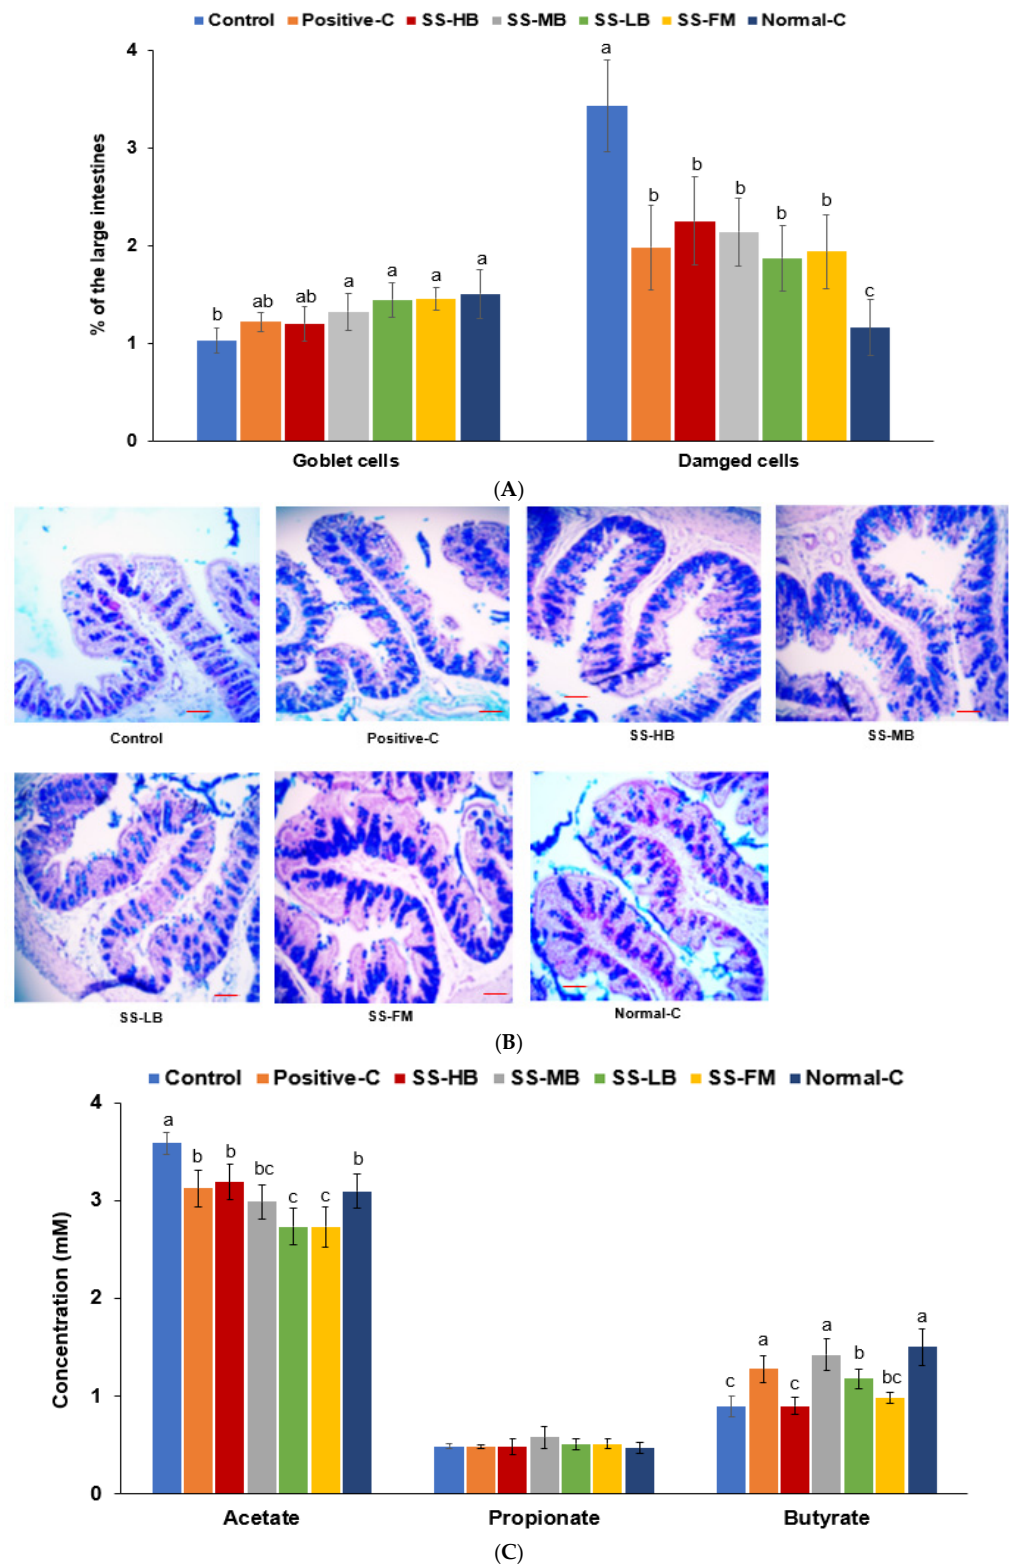 Control Positive-C SS-HB SS-MB SS-LB SS-FM Normal-C
4
3
2
1
0
% of the large intestines
b ab ab a a a a
a b b b b b c
Goblet cells Damged cells
(A)
Control Positive-C SS-HB SS-MB
SS-LB SS-FM Normal-C
(B)
Control Positive-C SS-HB SS-MB SS-LB SS-FM Normal-C
4
3
2
1
0
Concentration (mM)
a b b bc c c b
c a c a b bc a
Acetate Propionate Butyrate
(C)